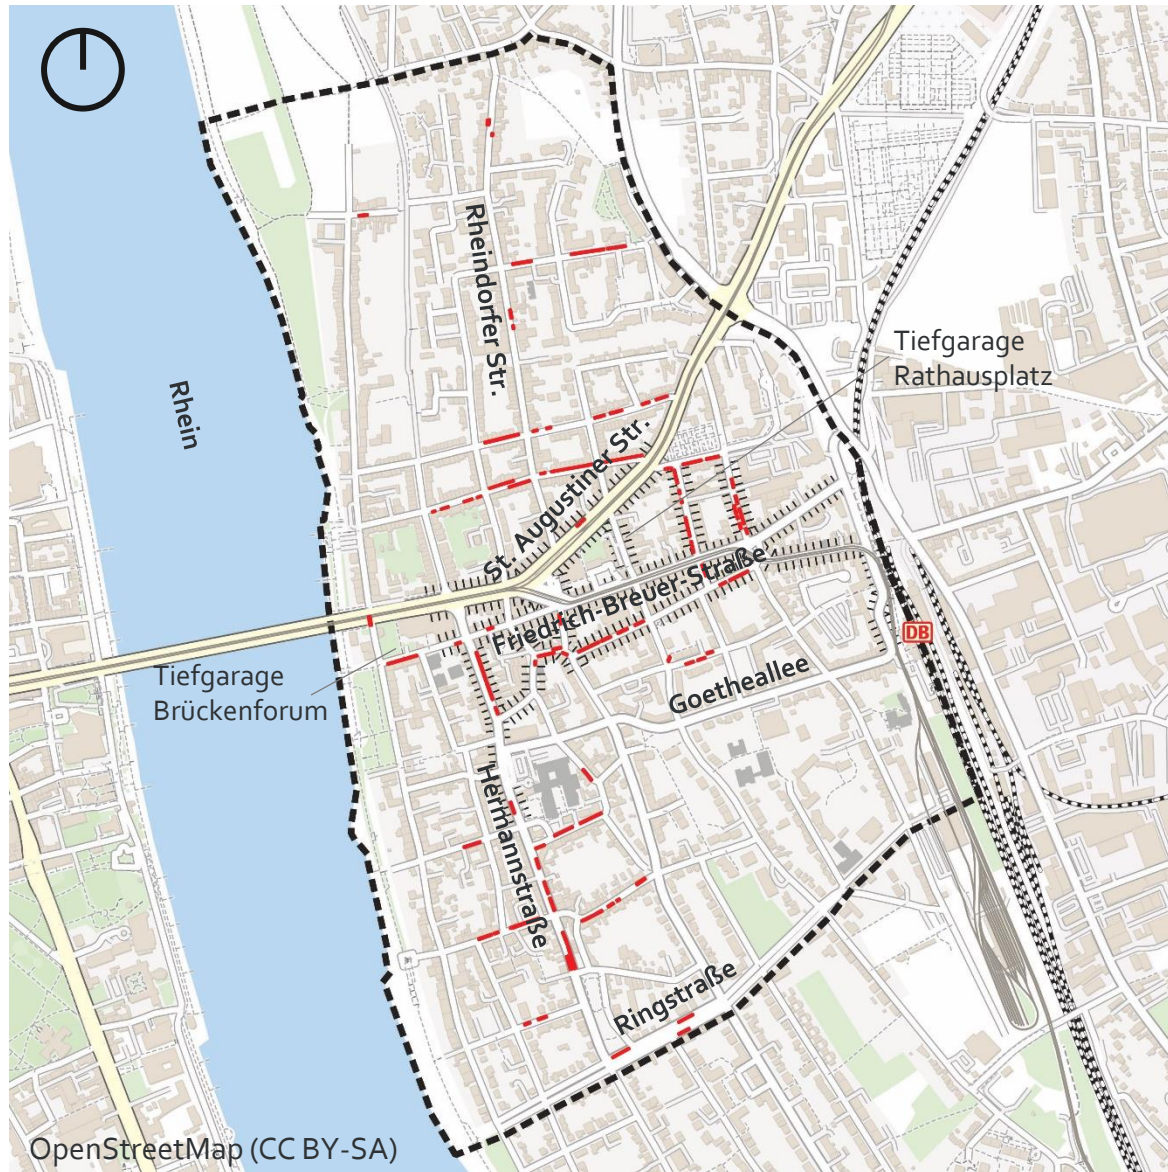 Rheindorfer Str.
Tiefgarage
Rathausplatz
Rhein
St. Augustiner Str.
Friedrich-Breuer-Straße
DB
Tiefgarage
Brückenforum
Goetheallee
Hermannstraße
Ringstraße
OpenStreetMap (CC BY-SA)